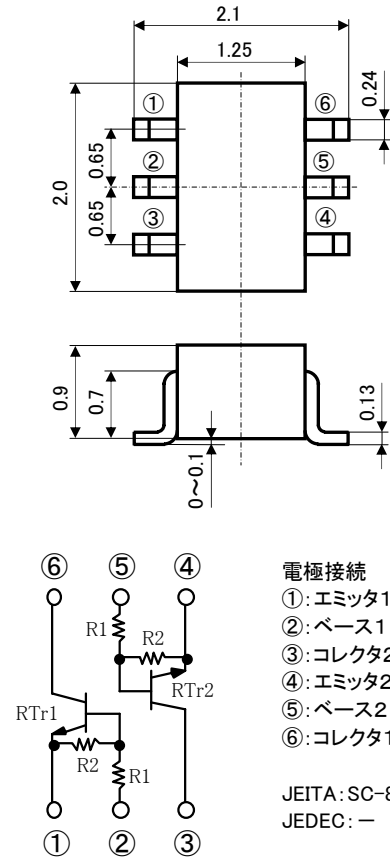 2.1
1.25
①
⑥
0.24
0.65
②
⑤
2.0
0.65
③
④
0.9
0.7
0.13
0～0.1
⑥ ⑤ ④
R1
R2
RTr2
RTr1
R2
R1
① ② ③
電極接続
①:エミッタ1
②:ベース1
③:コレクタ2
④:エミッタ2
⑤:ベース2
⑥:コレクタ1
JEITA:SC-8
JEDEC:ー